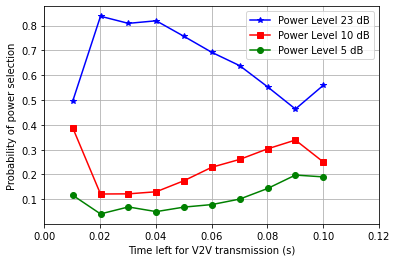 Probability of power selection
0.8
0.7
0.6
0.5
0.4
0.3
0.2
0.1
Power Level 23 dB
Power Level 10 dB
Power Level 5 dB
0.00 0.02 0.04 0.06 0.08 0.10 0.12
Time left for V2V transmission (s)